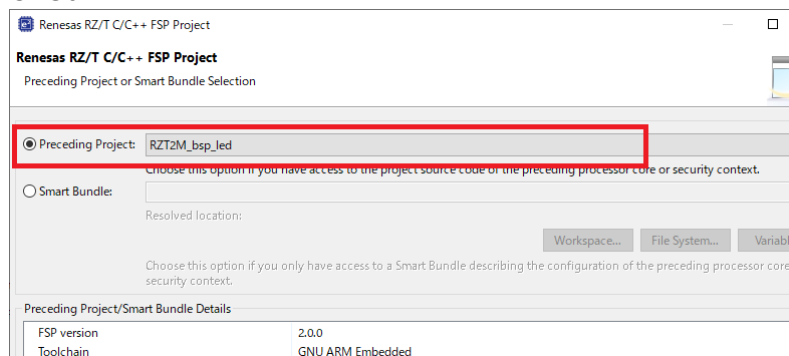 Renesas RZ/T C/C++ FSP Project
Renesas RZ/T C/C++ FSP Project
Preceding Project or Smart Bundle Selection
Preceding Project: RZT2M_bsp_led
Choose this option if you have access to the project source code of the preceding processor core or security context.
Smart Bundle:
Resolved location:
Workspace... File System... Variabl
Choose this option if you only have access to a Smart Bundle describing the configuration of the preceding processor core
security context.
Preceding Project/Smart Bundle Details
FSP version 2.0.0
Toolchain GNU ARM Embedded